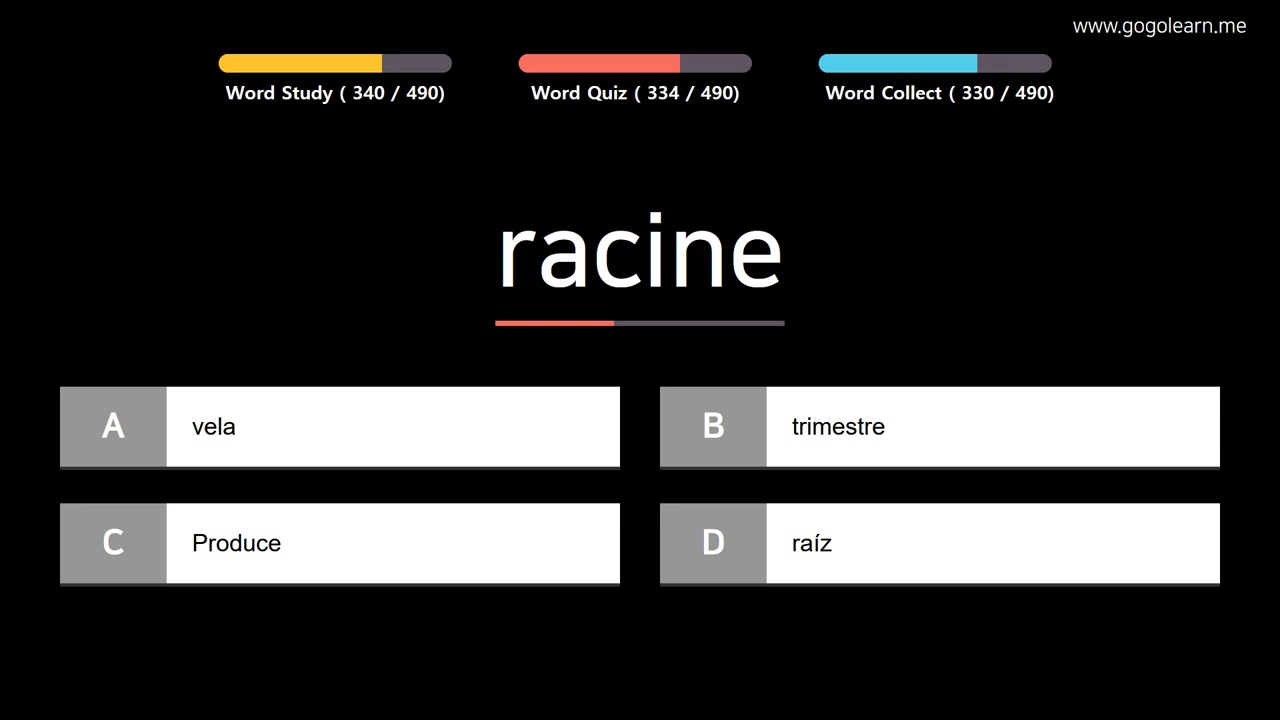 www.gogolearn.me
Word Study ( 340 / 490)
Word Quiz ( 334 / 490)
Word Collect ( 330 / 490)
racine
A vela
B trimestre
C Produce
D raíz